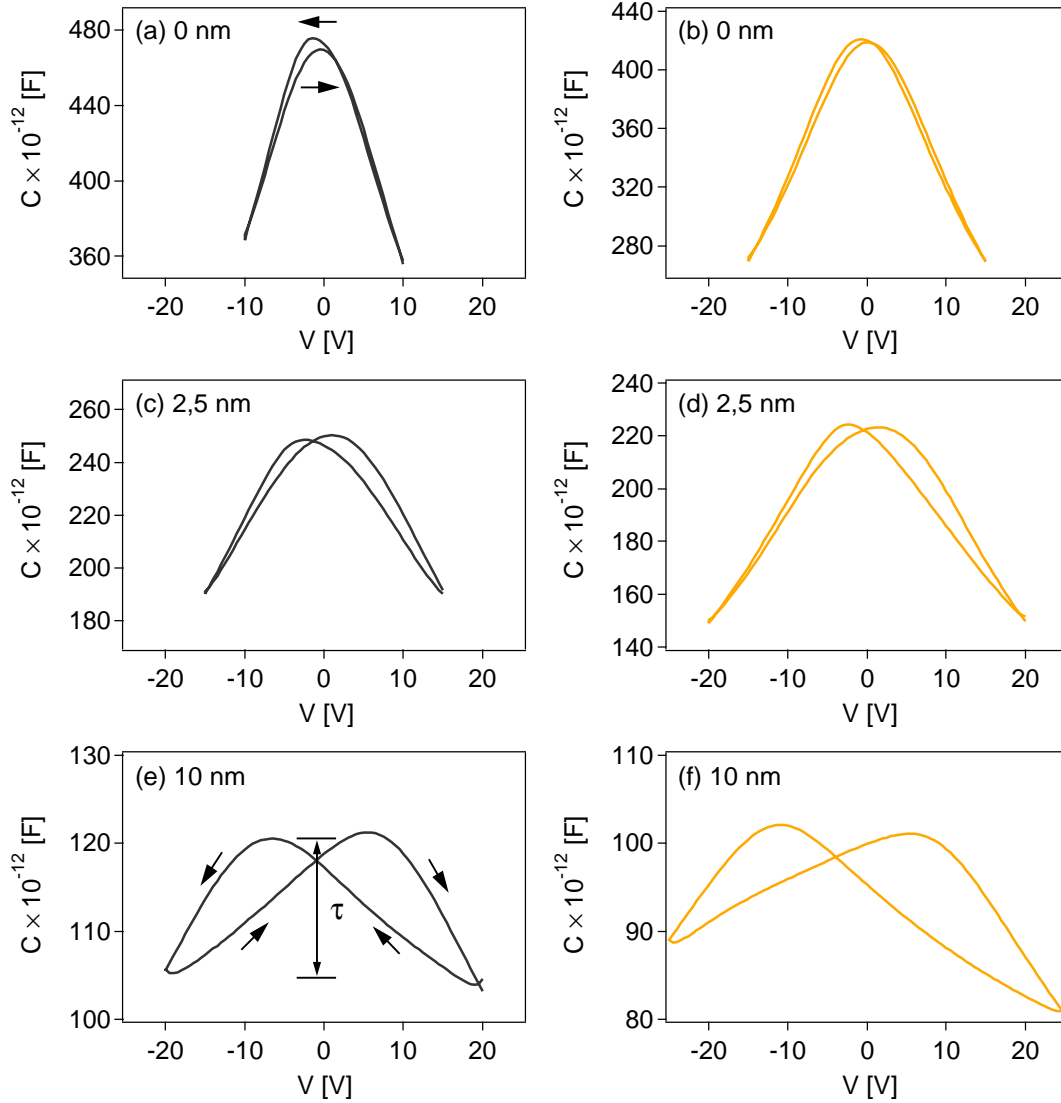 (a) 0 nm
480
440
400
360
C × 10⁻¹² [F]
-20 -10 0 10 20
V [V]
(b) 0 nm
440
400
360
320
280
C × 10⁻¹² [F]
-20 -10 0 10 20
V [V]
(c) 2,5 nm
260
240
220
200
180
C × 10⁻¹² [F]
-20 -10 0 10 20
V [V]
(d) 2,5 nm
240
220
200
180
160
140
C × 10⁻¹² [F]
-20 -10 0 10 20
V [V]
(e) 10 nm
130
120
110
100
C × 10⁻¹² [F]
τ
-20 -10 0 10 20
V [V]
(f) 10 nm
110
100
90
80
C × 10⁻¹² [F]
-20 -10 0 10 20
V [V]